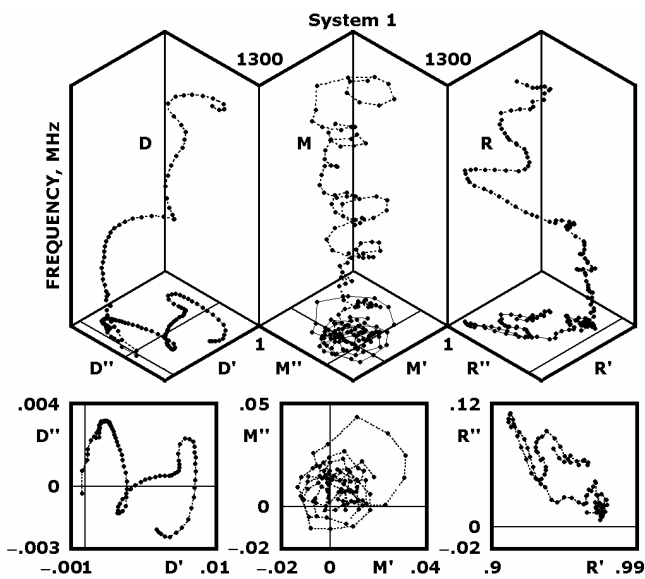 System 1
1300 1300
D M R
FREQUENCY, MHz
1 1
D'' D' M'' M' R'' R'
.004 .05 .12
D'' M'' R''
0 0 0
−.003 −.02 −.02
−.001 D' .01 −.02 0 M' .04 .9 R' .99